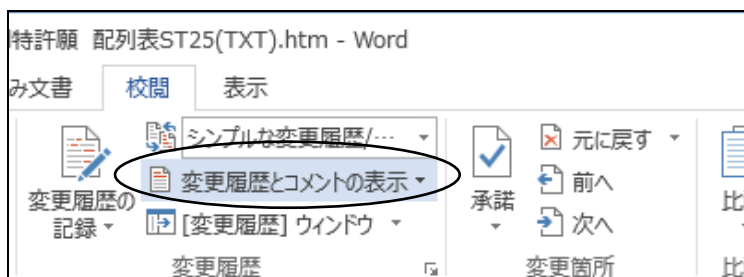 特許願 配列表ST25(TXT).htm - Word
み文書 校閲 表示
シンプルな変更履歴/…
変更履歴とコメントの表示
[変更履歴] ウィンドウ
変更履歴の
記録
変更履歴
承諾
元に戻す
前へ
次へ
変更箇所
比
比